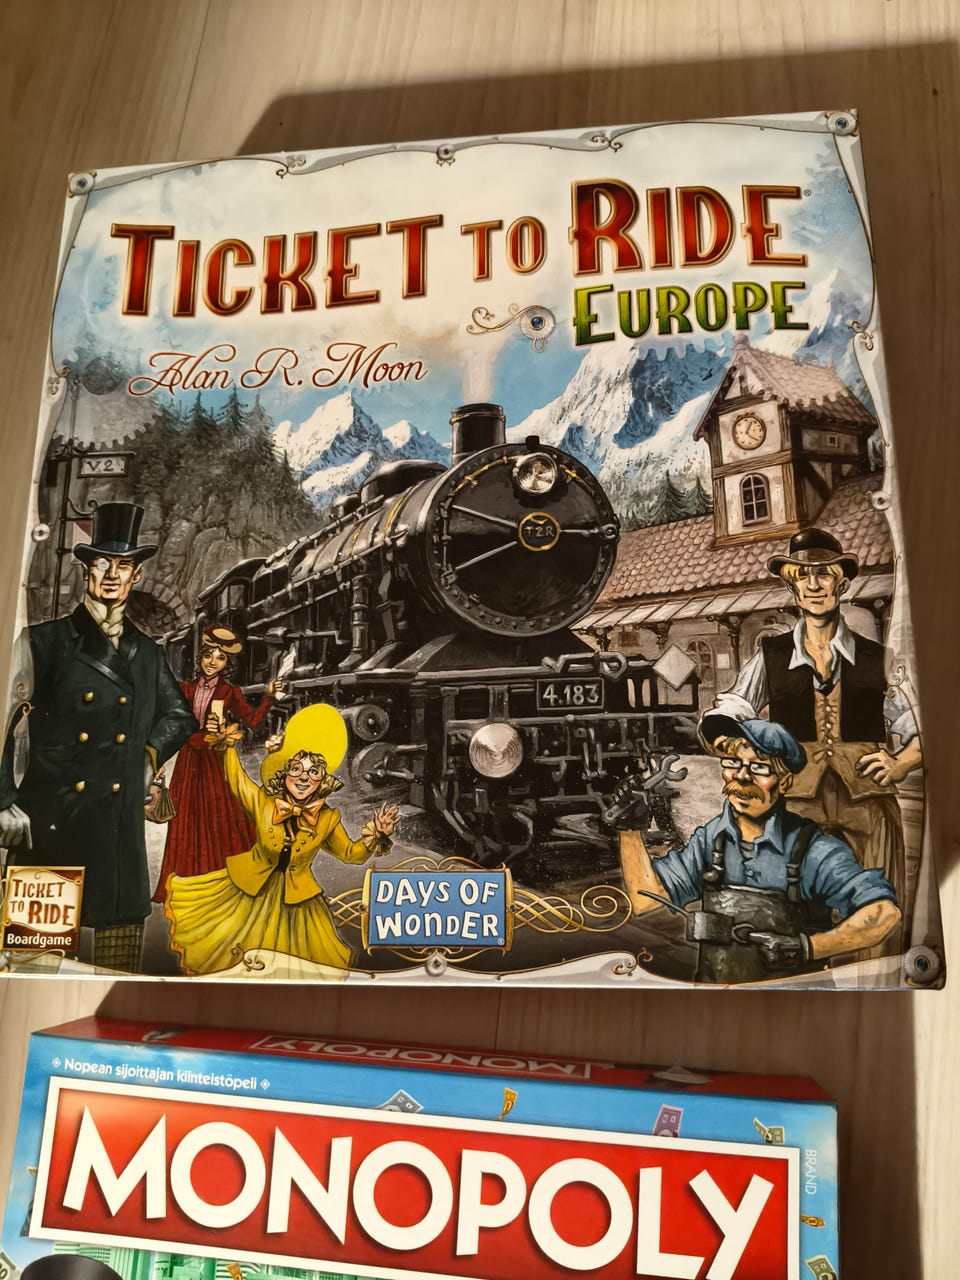 TICKET TO RIDE®
EUROPE
Alan R. Moon
V2
T2R
4.183
DAYS OF
WONDER®
TICKET
TO RIDE
Boardgame
MONOPOLY
Nopean sijoittajan kiinteistöpeli
MONOPOLY
BRAND